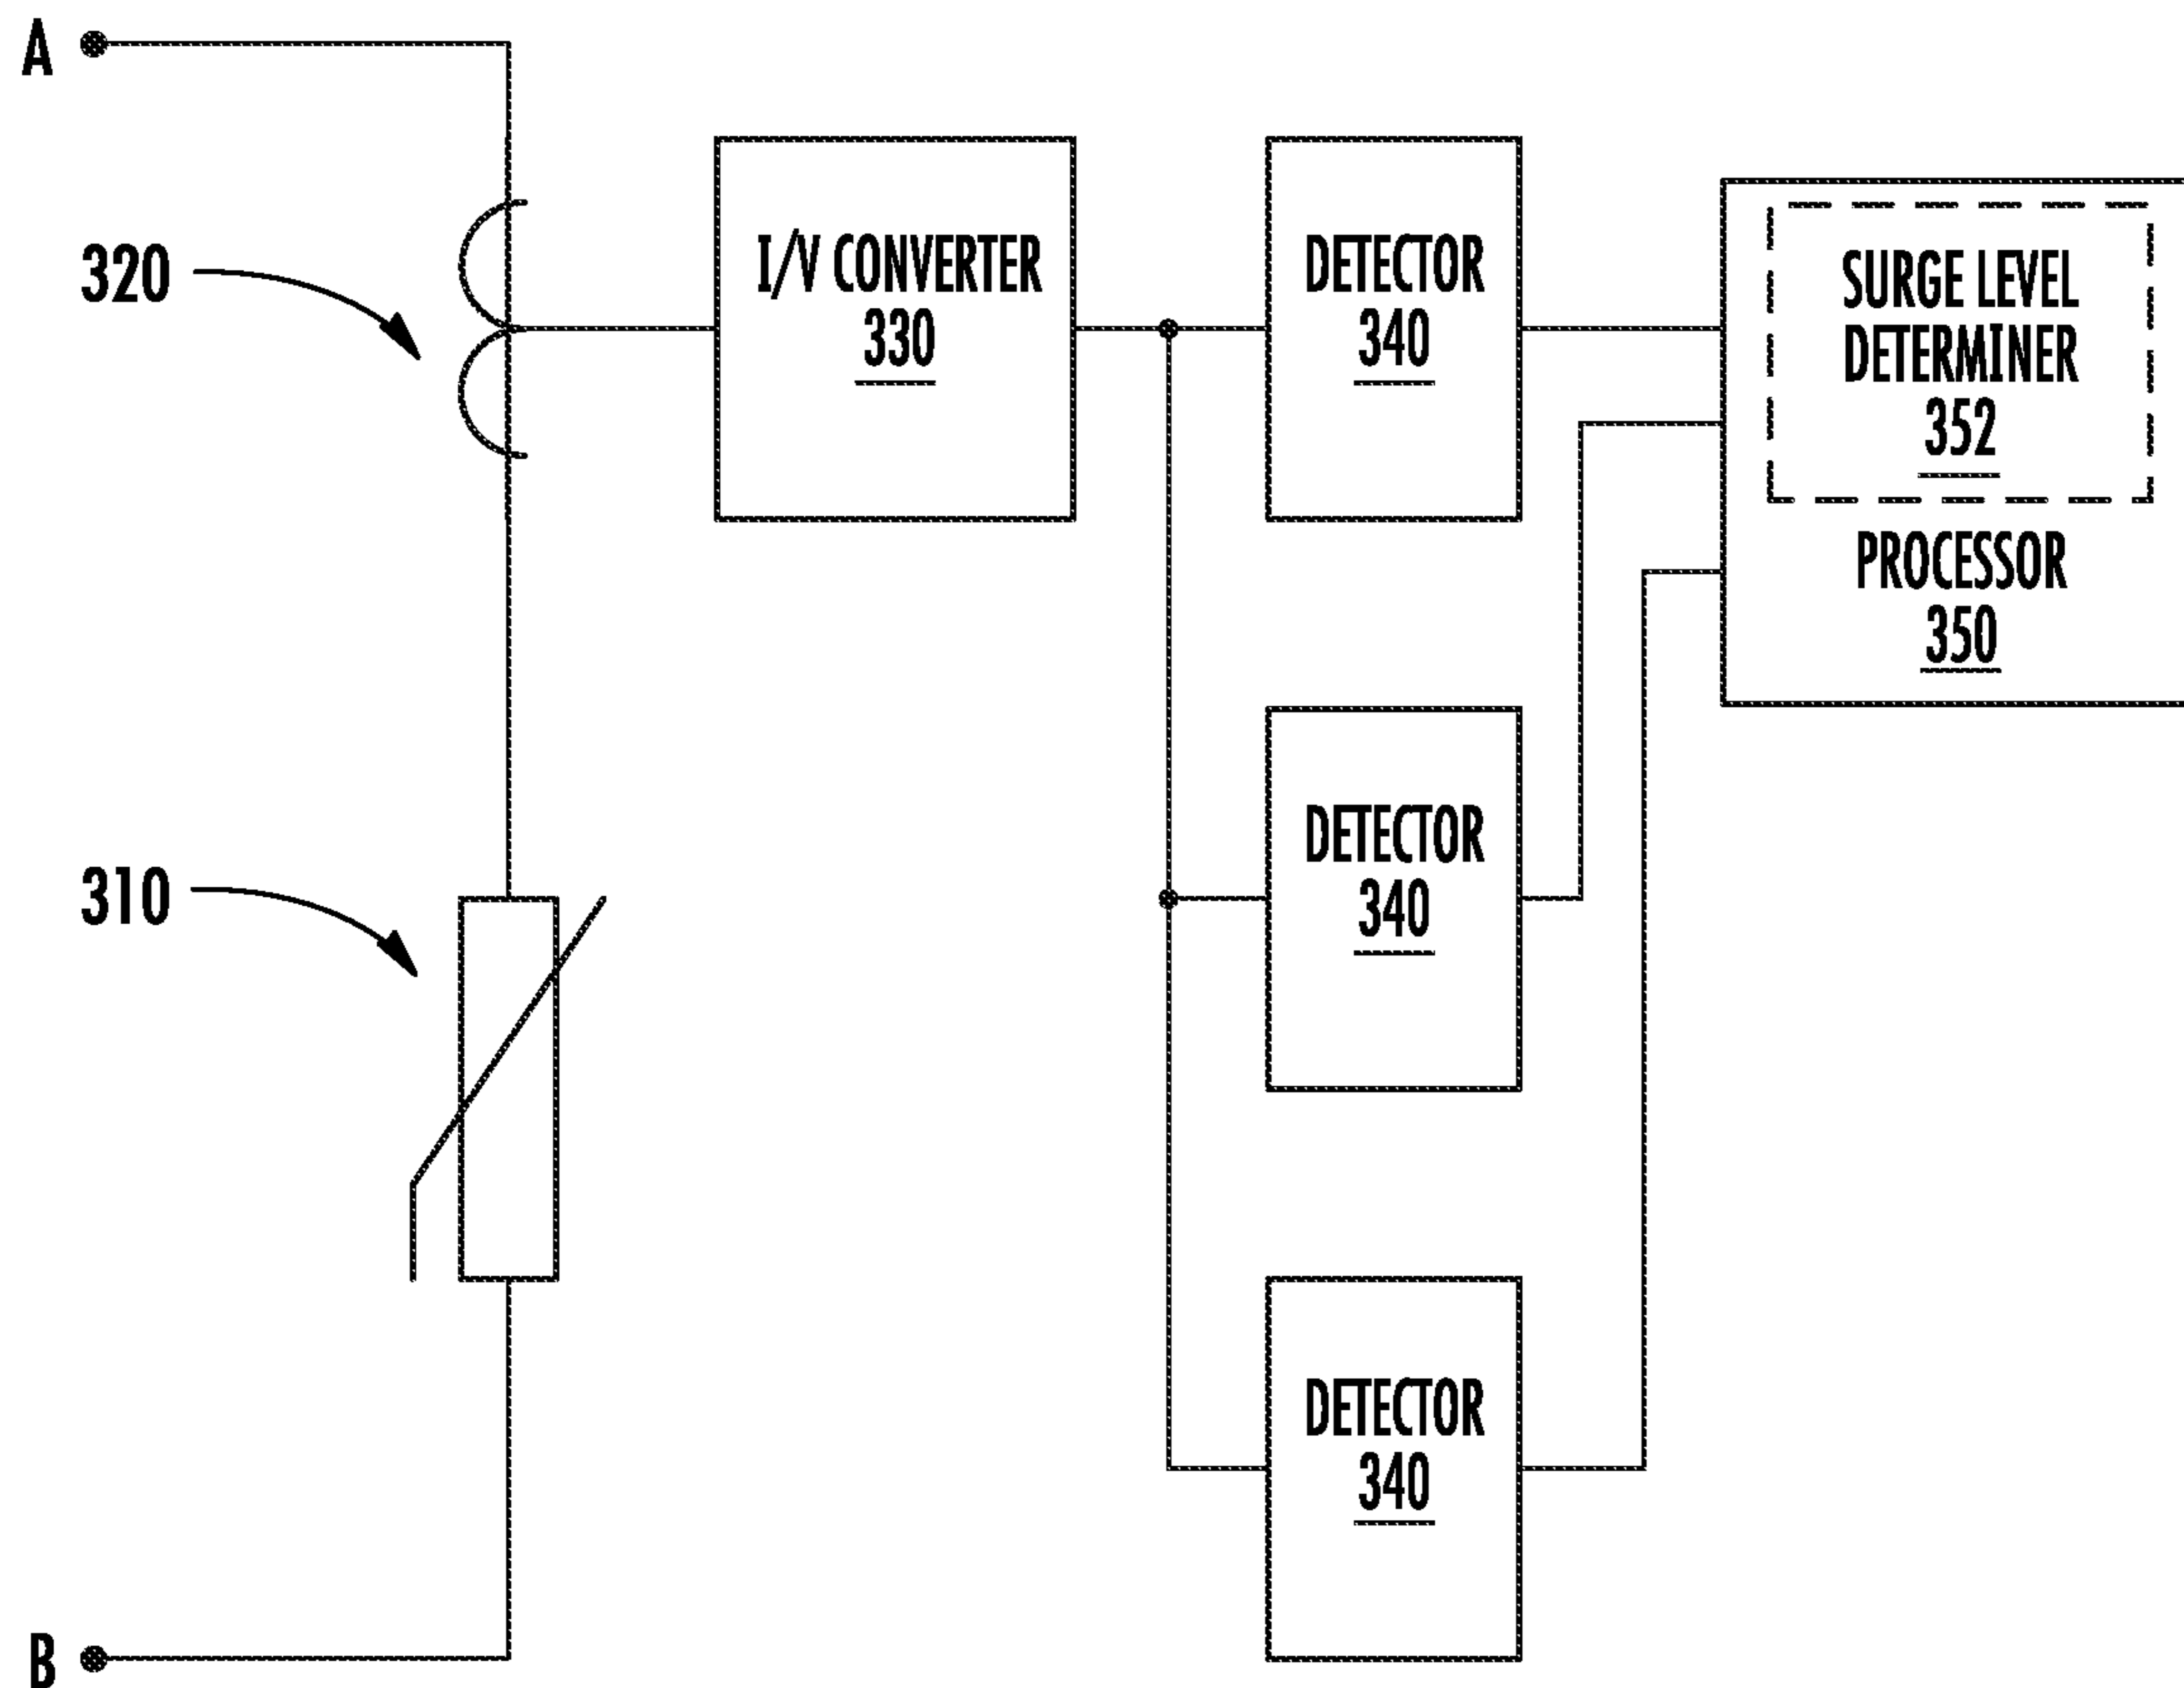 A
320
I/V CONVERTER
330
DETECTOR
340
SURGE LEVEL
DETERMINER
352
PROCESSOR
350
310
DETECTOR
340
DETECTOR
340
B